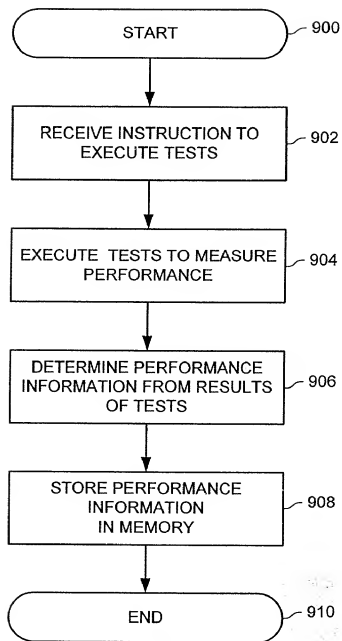 START
900
RECEIVE INSTRUCTION TO
EXECUTE TESTS
902
EXECUTE TESTS TO MEASURE
PERFORMANCE
904
DETERMINE PERFORMANCE
INFORMATION FROM RESULTS
OF TESTS
906
STORE PERFORMANCE
INFORMATION
IN MEMORY
908
END
910